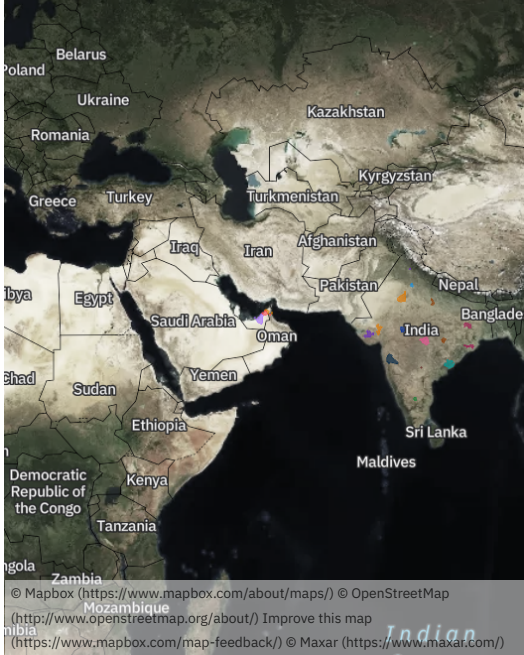 Belarus
Poland
Ukraine
Kazakhstan
Romania
Kyrgyzstan
Greece
Turkey
Turkmenistan
Iraq
Iran
Afghanistan
Pakistan
Nepal
ibya
Egypt
Saudi Arabia
Banglade
India
Oman
Chad
Sudan
Yemen
Ethiopia
Sri Lanka
n
Maldives
Democratic
Republic of
the Congo
Kenya
Tanzania
ngola
Zambia
© Mapbox (https://www.mapbox.com/about/maps/) © OpenStreetMap
Mozambique
(http://www.openstreetmap.org/about/) Improve this map
mibia
Indian
(https://www.mapbox.com/map-feedback/) © Maxar (https://www.maxar.com/)